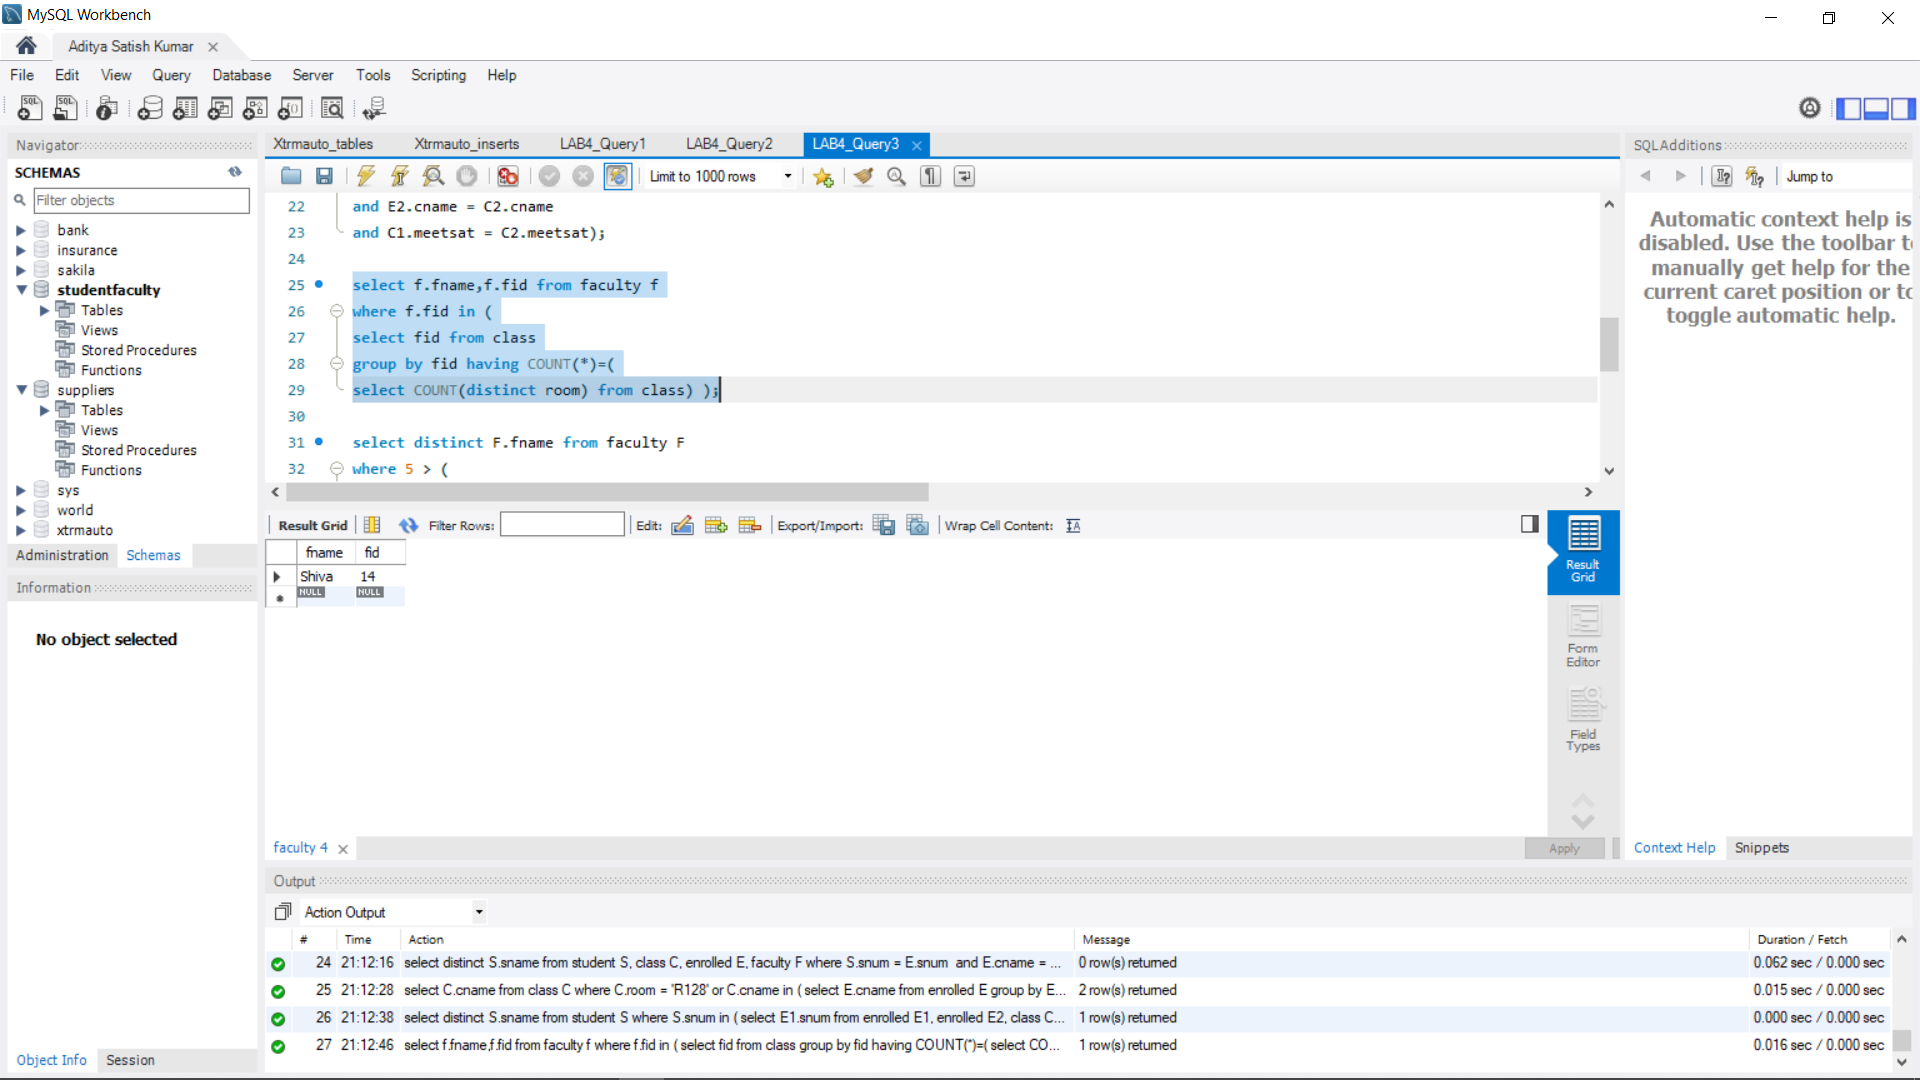 MySQL Workbench
Aditya Satish Kumar
File Edit View Query Database Server Tools Scripting Help
Navigator
SCHEMAS
Filter objects
bank
insurance
sakila
studentfaculty
Tables
Views
Stored Procedures
Functions
suppliers
Tables
Views
Stored Procedures
Functions
sys
world
xtrmauto
Administration Schemas
Information
No object selected
Object Info Session
Xtrmauto_tables Xtrmauto_inserts LAB4_Query1 LAB4_Query2 LAB4_Query3
Limit to 1000 rows
22 and E2.cname = C2.cname
23 and C1.meetsat = C2.meetsat);
24
25 select f.fname,f.fid from faculty f
26 where f.fid in (
27 select fid from class
28 group by fid having COUNT(*)=(
29 select COUNT(distinct room) from class) );
30
31 select distinct F.fname from faculty F
32 where 5 > (
Result Grid Filter Rows: Edit: Export/Import: Wrap Cell Content:
fname fid
Shiva 14
NULL NULL
Result Grid
Form Editor
Field Types
faculty 4
Apply
SQLAdditions
Jump to
Automatic context help is
disabled. Use the toolbar t
manually get help for the
current caret position or to
toggle automatic help.
Context Help Snippets
Output
Action Output
# Time Action Message Duration / Fetch
24 21:12:16 select distinct S.sname from student S, class C, enrolled E, faculty F where S.snum = E.snum and E.cname = ... 0 row(s) returned 0.062 sec / 0.000 sec
25 21:12:28 select C.cname from class C where C.room = 'R128' or C.cname in ( select E.cname from enrolled E group by E... 2 row(s) returned 0.015 sec / 0.000 sec
26 21:12:38 select distinct S.sname from student S where S.snum in ( select E1.snum from enrolled E1, enrolled E2, class C... 1 row(s) returned 0.000 sec / 0.000 sec
27 21:12:46 select f.fname,f.fid from faculty f where f.fid in ( select fid from class group by fid having COUNT(*)=( select CO... 1 row(s) returned 0.016 sec / 0.000 sec